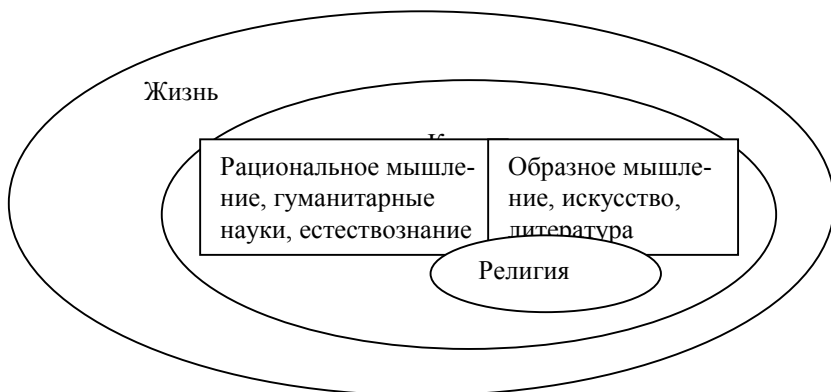 Жизнь
Рациональное мышле-
ние, гуманитарные
науки, естествознание
Образное мышле-
ние, искусство,
литература
Религия